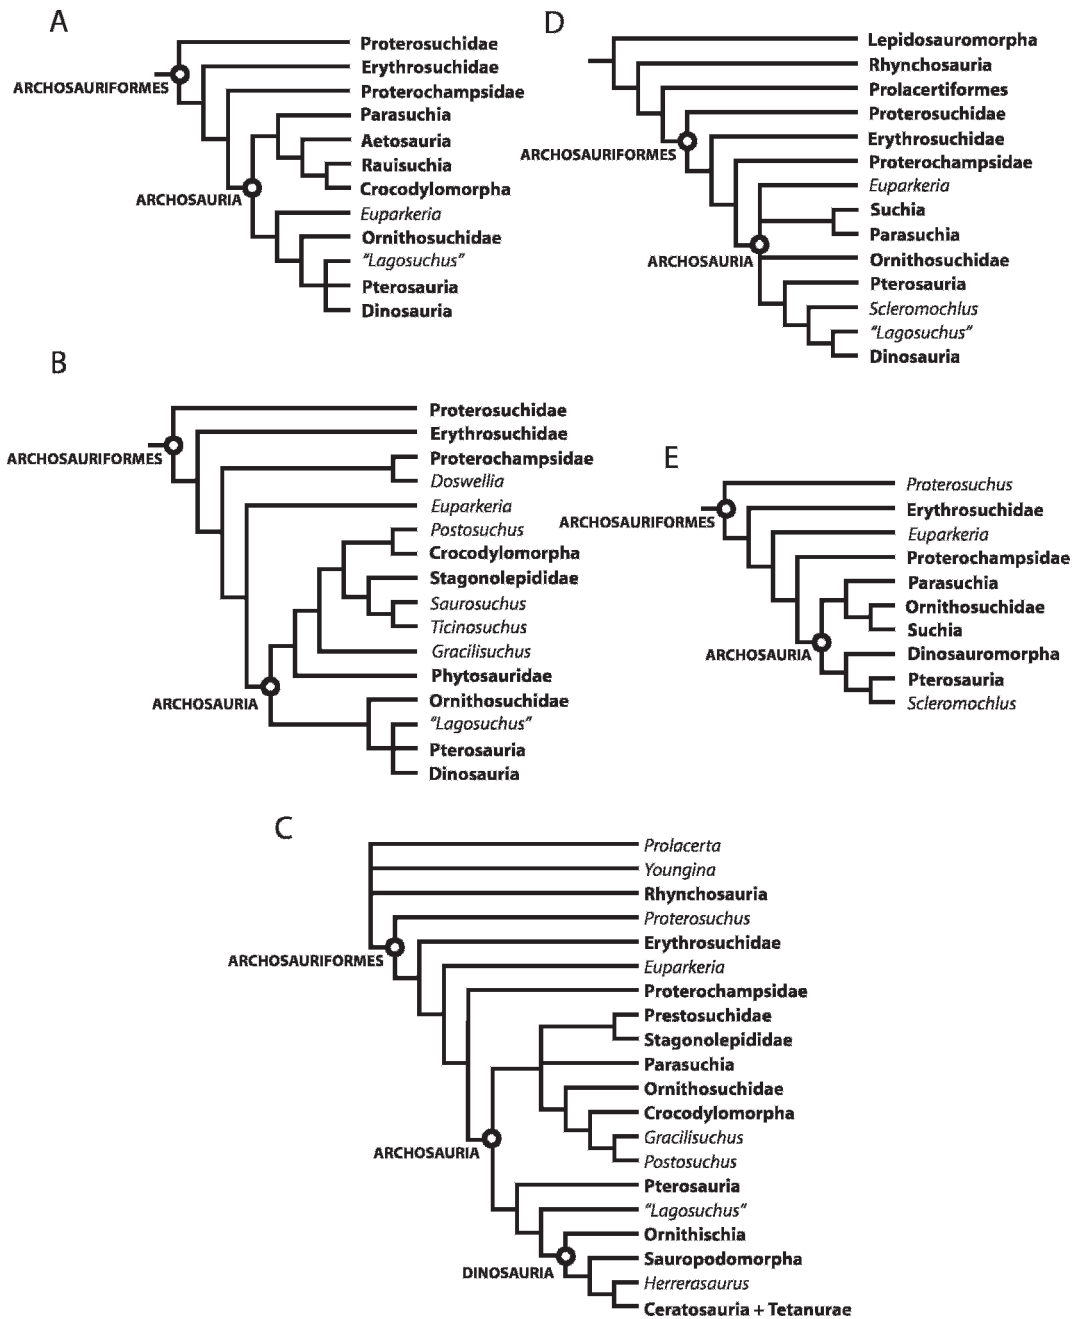 A
Proterosuchidae
Erythrosuchidae
ARCHOSAURIFORMES
Proterochampsidae
Parasuchia
Aetosauria
Rauisuchia
Crocodylomorpha
ARCHOSAURIA
Euparkeria
Ornithosuchidae
"Lagosuchus"
Pterosauria
Dinosauria
D
Lepidosauromorpha
Rhynchosauria
Prolacertiformes
Proterosuchidae
Erythrosuchidae
ARCHOSAURIFORMES
Proterochampsidae
Euparkeria
Suchia
Parasuchia
Ornithosuchidae
ARCHOSAURIA
Pterosauria
Scleromochlus
"Lagosuchus"
Dinosauria
B
Proterosuchidae
Erythrosuchidae
ARCHOSAURIFORMES
Proterochampsidae
Doswellia
Euparkeria
Postosuchus
Crocodylomorpha
Stagonolepididae
Saurosuchus
Ticinosuchus
Gracilisuchus
Phytosauridae
ARCHOSAURIA
Ornithosuchidae
"Lagosuchus"
Pterosauria
Dinosauria
E
Proterosuchus
Erythrosuchidae
ARCHOSAURIFORMES
Euparkeria
Proterochampsidae
Parasuchia
Ornithosuchidae
Suchia
ARCHOSAURIA
Dinosauromorpha
Pterosauria
Scleromochlus
C
Prolacerta
Youngina
Rhynchosauria
Proterosuchus
Erythrosuchidae
ARCHOSAURIFORMES
Euparkeria
Proterochampsidae
Prestosuchidae
Stagonolepididae
Parasuchia
Ornithosuchidae
Crocodylomorpha
Gracilisuchus
ARCHOSAURIA
Postosuchus
Pterosauria
"Lagosuchus"
Ornithischia
Sauropodomorpha
DINOSAURIA
Herrerasaurus
Ceratosauria + Tetanurae